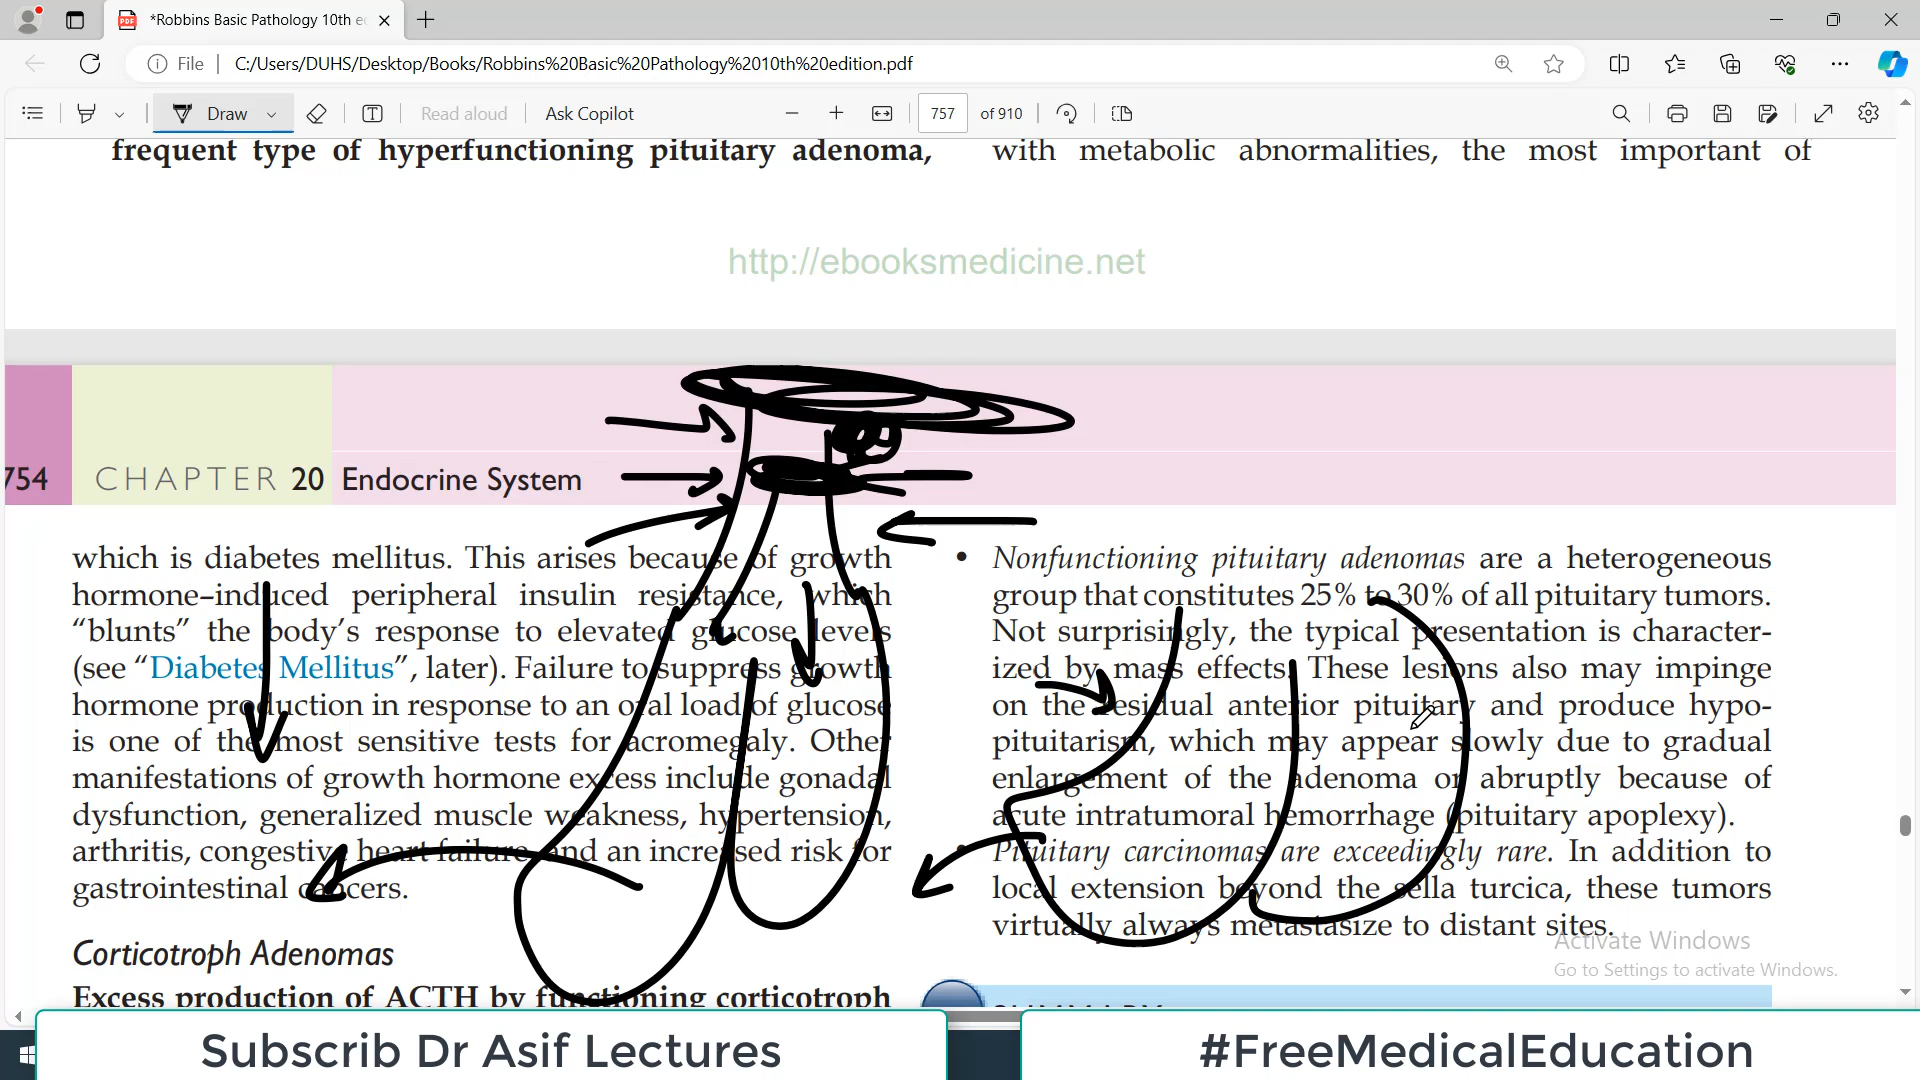 *Robbins Basic Pathology 10th e
File
C:/Users/DUHS/Desktop/Books/Robbins%20Basic%20Pathology%2010th%20edition.pdf
Draw
Read aloud
Ask Copilot
757 of 910
frequent type of hyperfunctioning pituitary adenoma,
with metabolic abnormalities, the most important of
http://ebooksmedicine.net
754 CHAPTER 20 Endocrine System
which is diabetes mellitus. This arises because of growth
hormone–induced peripheral insulin resistance, which
“blunts” the body’s response to elevated glucose levels
(see “Diabetes Mellitus”, later). Failure to suppress growth
hormone production in response to an oral load of glucose
is one of the most sensitive tests for acromegaly. Other
manifestations of growth hormone excess include gonadal
dysfunction, generalized muscle weakness, hypertension,
arthritis, congestive heart failure, and an increased risk for
gastrointestinal cancers.
Corticotroph Adenomas
Excess production of ACTH by functioning corticotroph
• Nonfunctioning pituitary adenomas are a heterogeneous
group that constitutes 25% to 30% of all pituitary tumors.
Not surprisingly, the typical presentation is character-
ized by mass effects. These lesions also may impinge
on the residual anterior pituitary and produce hypo-
pituitarism, which may appear slowly due to gradual
enlargement of the adenoma or abruptly because of
acute intratumoral hemorrhage (pituitary apoplexy).
• Pituitary carcinomas are exceedingly rare. In addition to
local extension beyond the sella turcica, these tumors
virtually always metastasize to distant sites.
Activate Windows
Go to Settings to activate Windows.
Subscrib Dr Asif Lectures
#FreeMedicalEducation